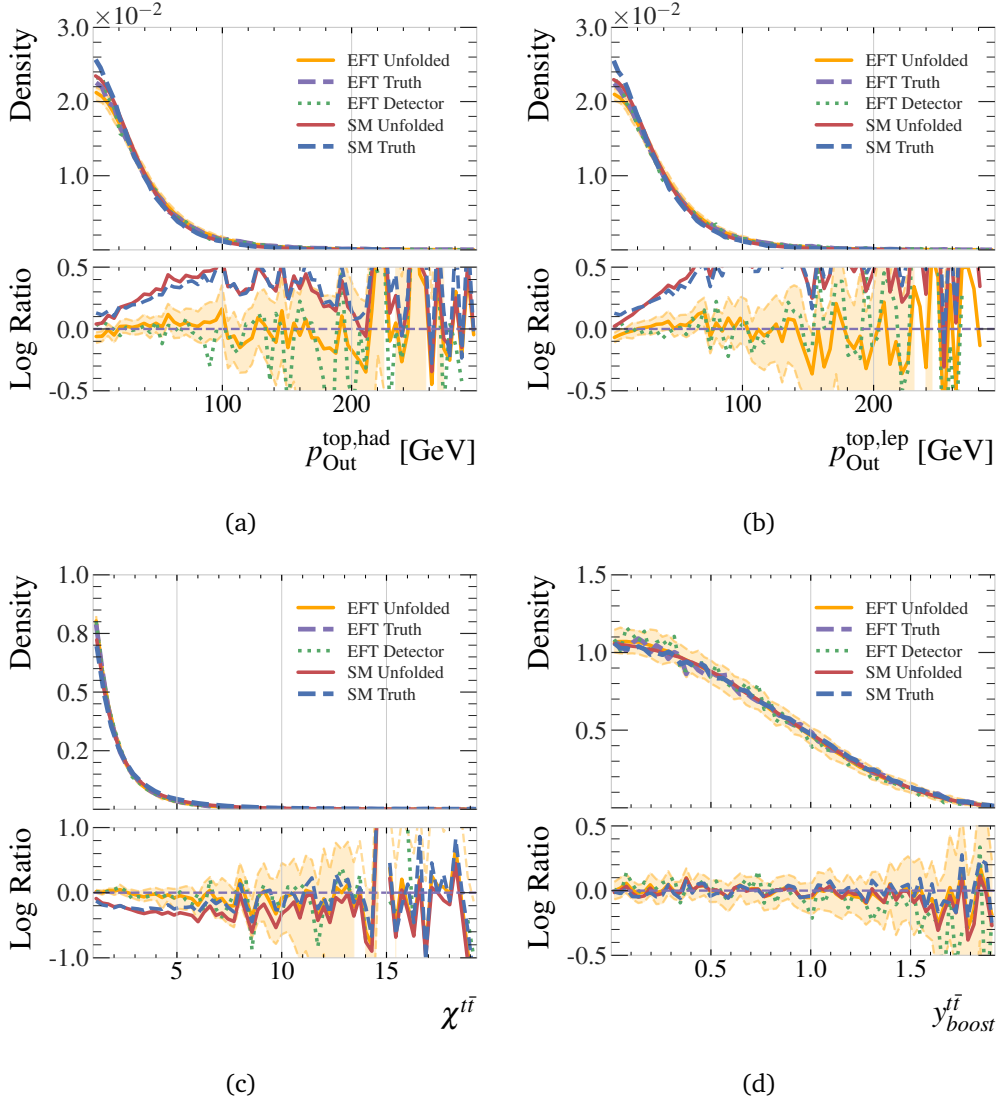 ×10⁻²
3.0
2.0
1.0
Density
EFT Unfolded
EFT Truth
EFT Detector
SM Unfolded
SM Truth
0.5
0.0
-0.5
Log Ratio
100
200
p_Out^top,had [GeV]
(a)
×10⁻²
3.0
2.0
1.0
Density
EFT Unfolded
EFT Truth
EFT Detector
SM Unfolded
SM Truth
0.5
0.0
-0.5
Log Ratio
100
200
p_Out^top,lep [GeV]
(b)
1.0
0.8
0.5
0.2
Density
EFT Unfolded
EFT Truth
EFT Detector
SM Unfolded
SM Truth
1.0
0.0
-1.0
Log Ratio
5
10
15
χ^tt̄
(c)
1.5
1.0
0.5
Density
EFT Unfolded
EFT Truth
EFT Detector
SM Unfolded
SM Truth
0.5
0.0
-0.5
Log Ratio
0.5
1.0
1.5
y_boost^tt̄
(d)